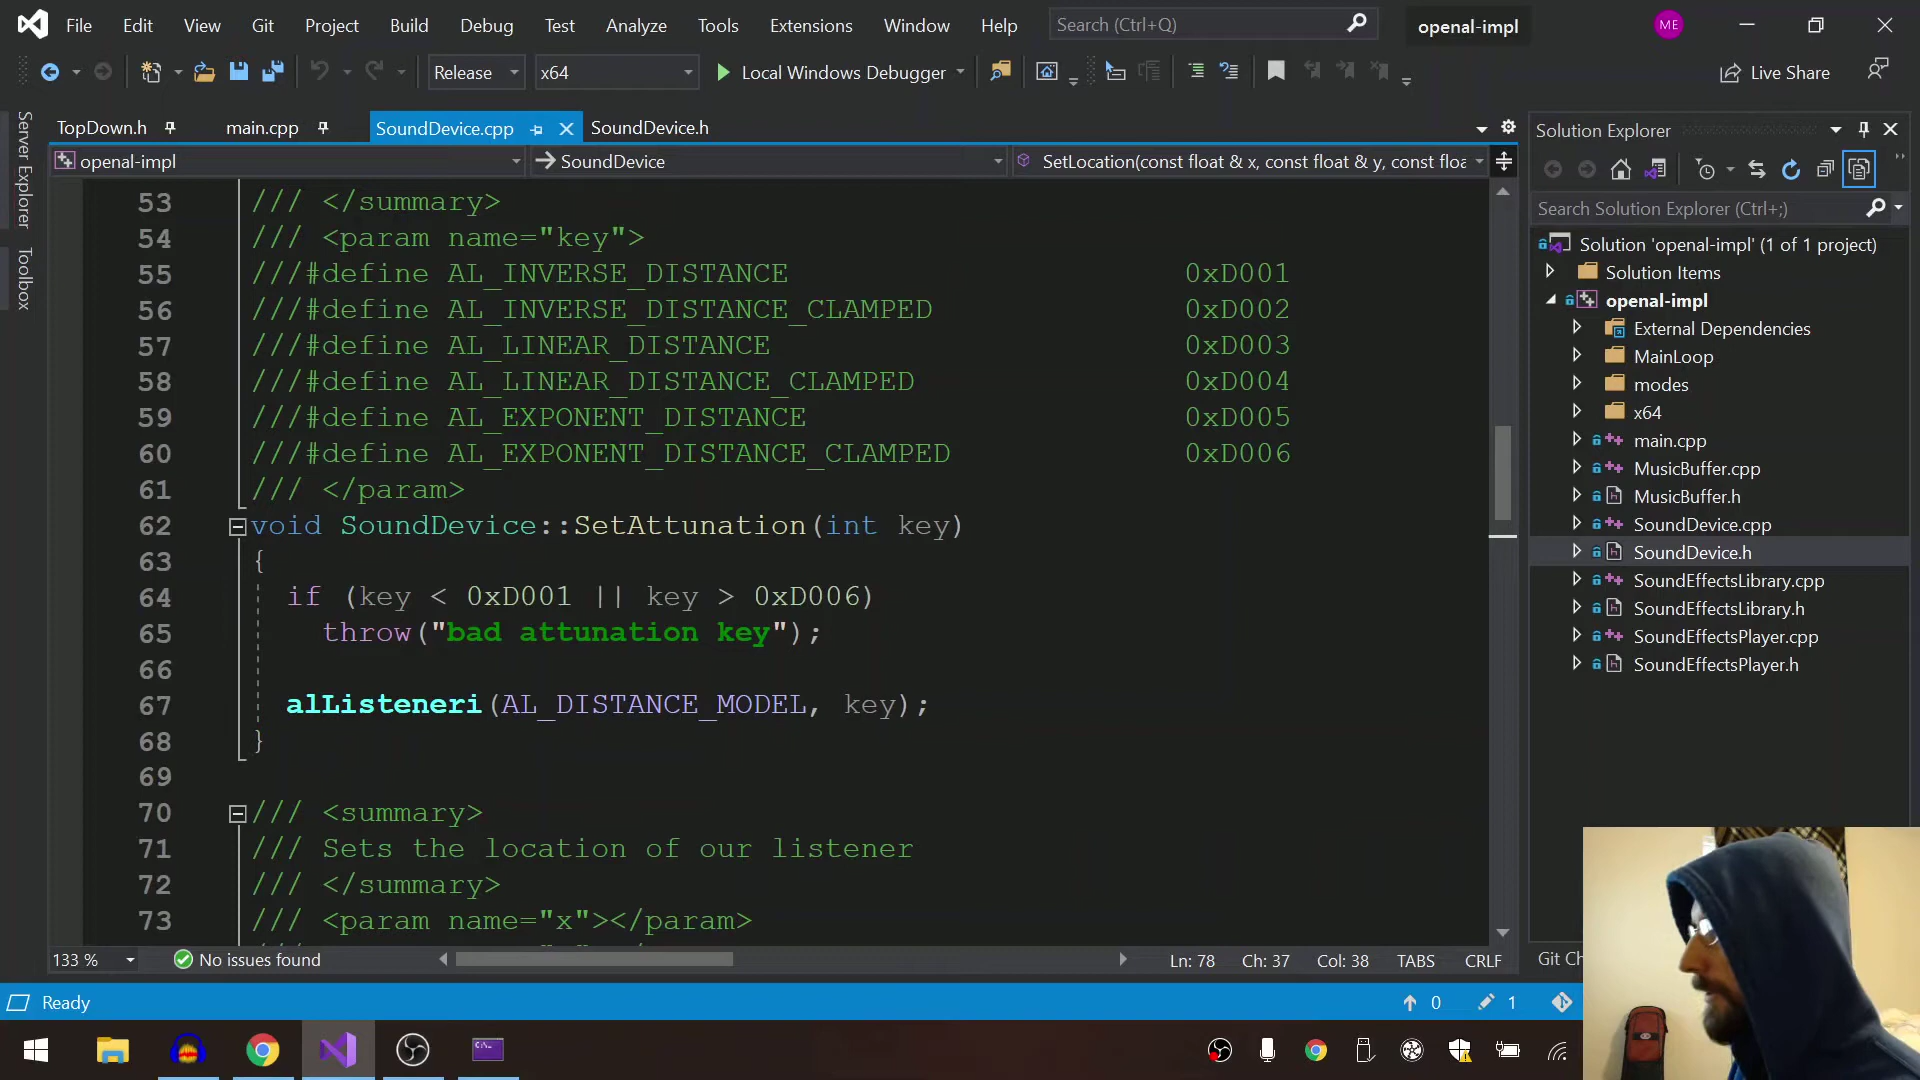 File Edit View Git Project Build Debug Test Analyze Tools Extensions Window Help Search (Ctrl+Q) openal-impl ME
Release x64 Local Windows Debugger Live Share
TopDown.h main.cpp SoundDevice.cpp SoundDevice.h
openal-impl SoundDevice SetLocation(const float & x, const float & y, const floa
Server Explorer
Toolbox
53 /// </summary>
54 /// <param name="key">
55 ///#define AL_INVERSE_DISTANCE 0xD001
56 ///#define AL_INVERSE_DISTANCE_CLAMPED 0xD002
57 ///#define AL_LINEAR_DISTANCE 0xD003
58 ///#define AL_LINEAR_DISTANCE_CLAMPED 0xD004
59 ///#define AL_EXPONENT_DISTANCE 0xD005
60 ///#define AL_EXPONENT_DISTANCE_CLAMPED 0xD006
61 /// </param>
62 void SoundDevice::SetAttunation(int key)
63 {
64 if (key < 0xD001 || key > 0xD006)
65 throw("bad attunation key");
66
67 alListeneri(AL_DISTANCE_MODEL, key);
68 }
69
70 /// <summary>
71 /// Sets the location of our listener
72 /// </summary>
73 /// <param name="x"></param>
133 % No issues found Ln: 78 Ch: 37 Col: 38 TABS CRLF
Solution Explorer
Search Solution Explorer (Ctrl+;)
Solution 'openal-impl' (1 of 1 project)
Solution Items
openal-impl
External Dependencies
MainLoop
modes
x64
main.cpp
MusicBuffer.cpp
MusicBuffer.h
SoundDevice.cpp
SoundDevice.h
SoundEffectsLibrary.cpp
SoundEffectsLibrary.h
SoundEffectsPlayer.cpp
SoundEffectsPlayer.h
Git Ch
Ready 0 1